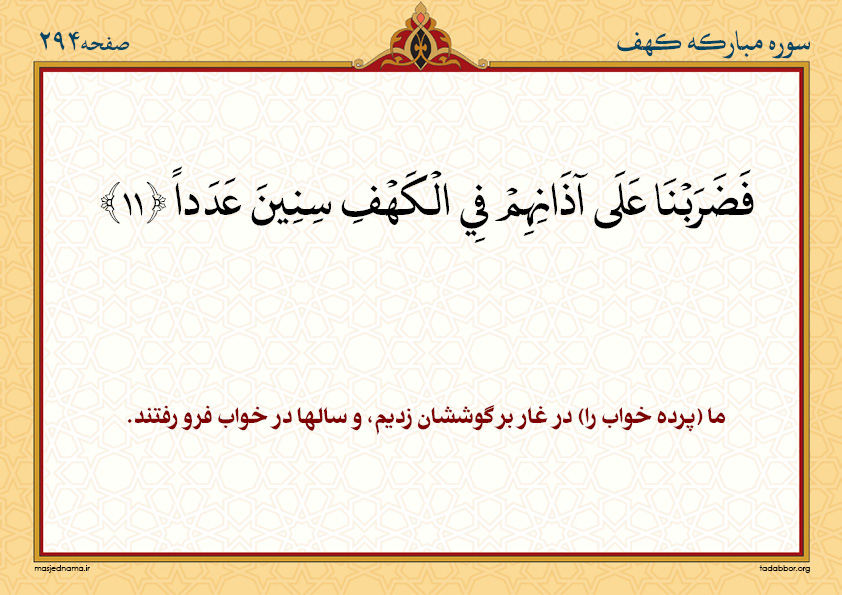 سوره مبارکه کهف
صفحه۲۹۴
فَضَرَبْنَا عَلَى آذَانِهِمْ فِي الْكَهْفِ سِنِينَ عَدَداً ﴿۱۱﴾
ما (پرده خواب را) در غار بر گوششان زدیم، و سالها در خواب فرو رفتند.
masjednama.ir
tadabbor.org